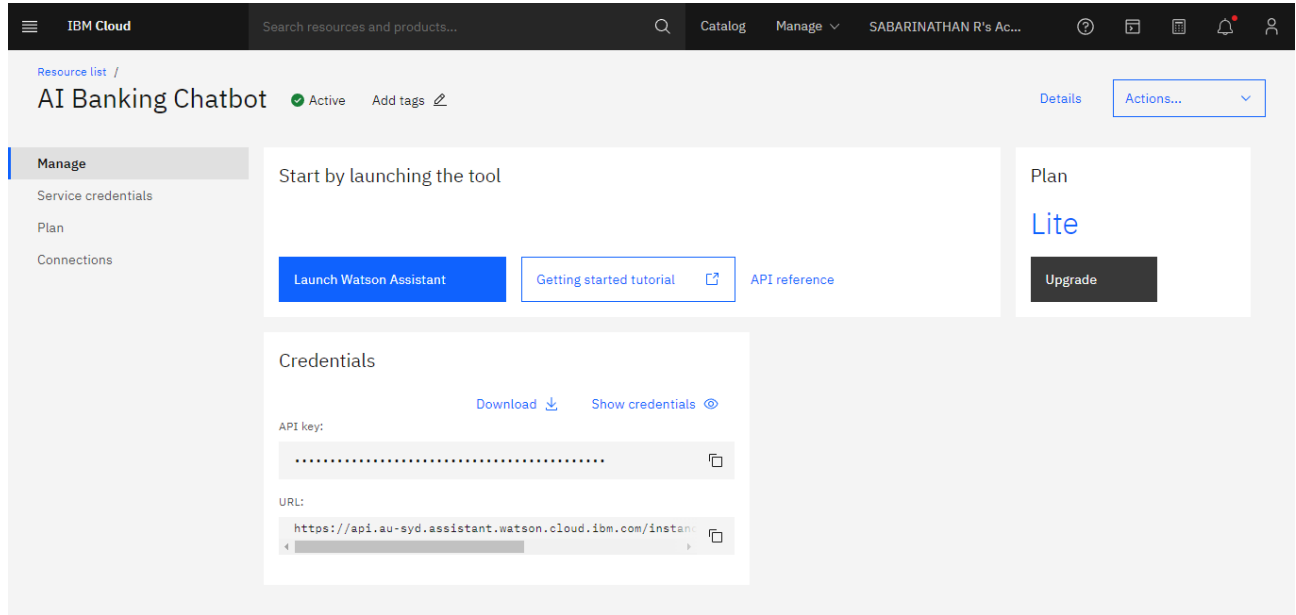 IBM Cloud
Search resources and products...
Catalog
Manage
SABARINATHAN R's Ac...
Resource list /
AI Banking Chatbot
Active
Add tags
Details
Actions...
Manage
Service credentials
Plan
Connections
Start by launching the tool
Launch Watson Assistant
Getting started tutorial
API reference
Plan
Lite
Upgrade
Credentials
Download
Show credentials
API key:
............................................
URL:
https://api.au-syd.assistant.watson.cloud.ibm.com/instan